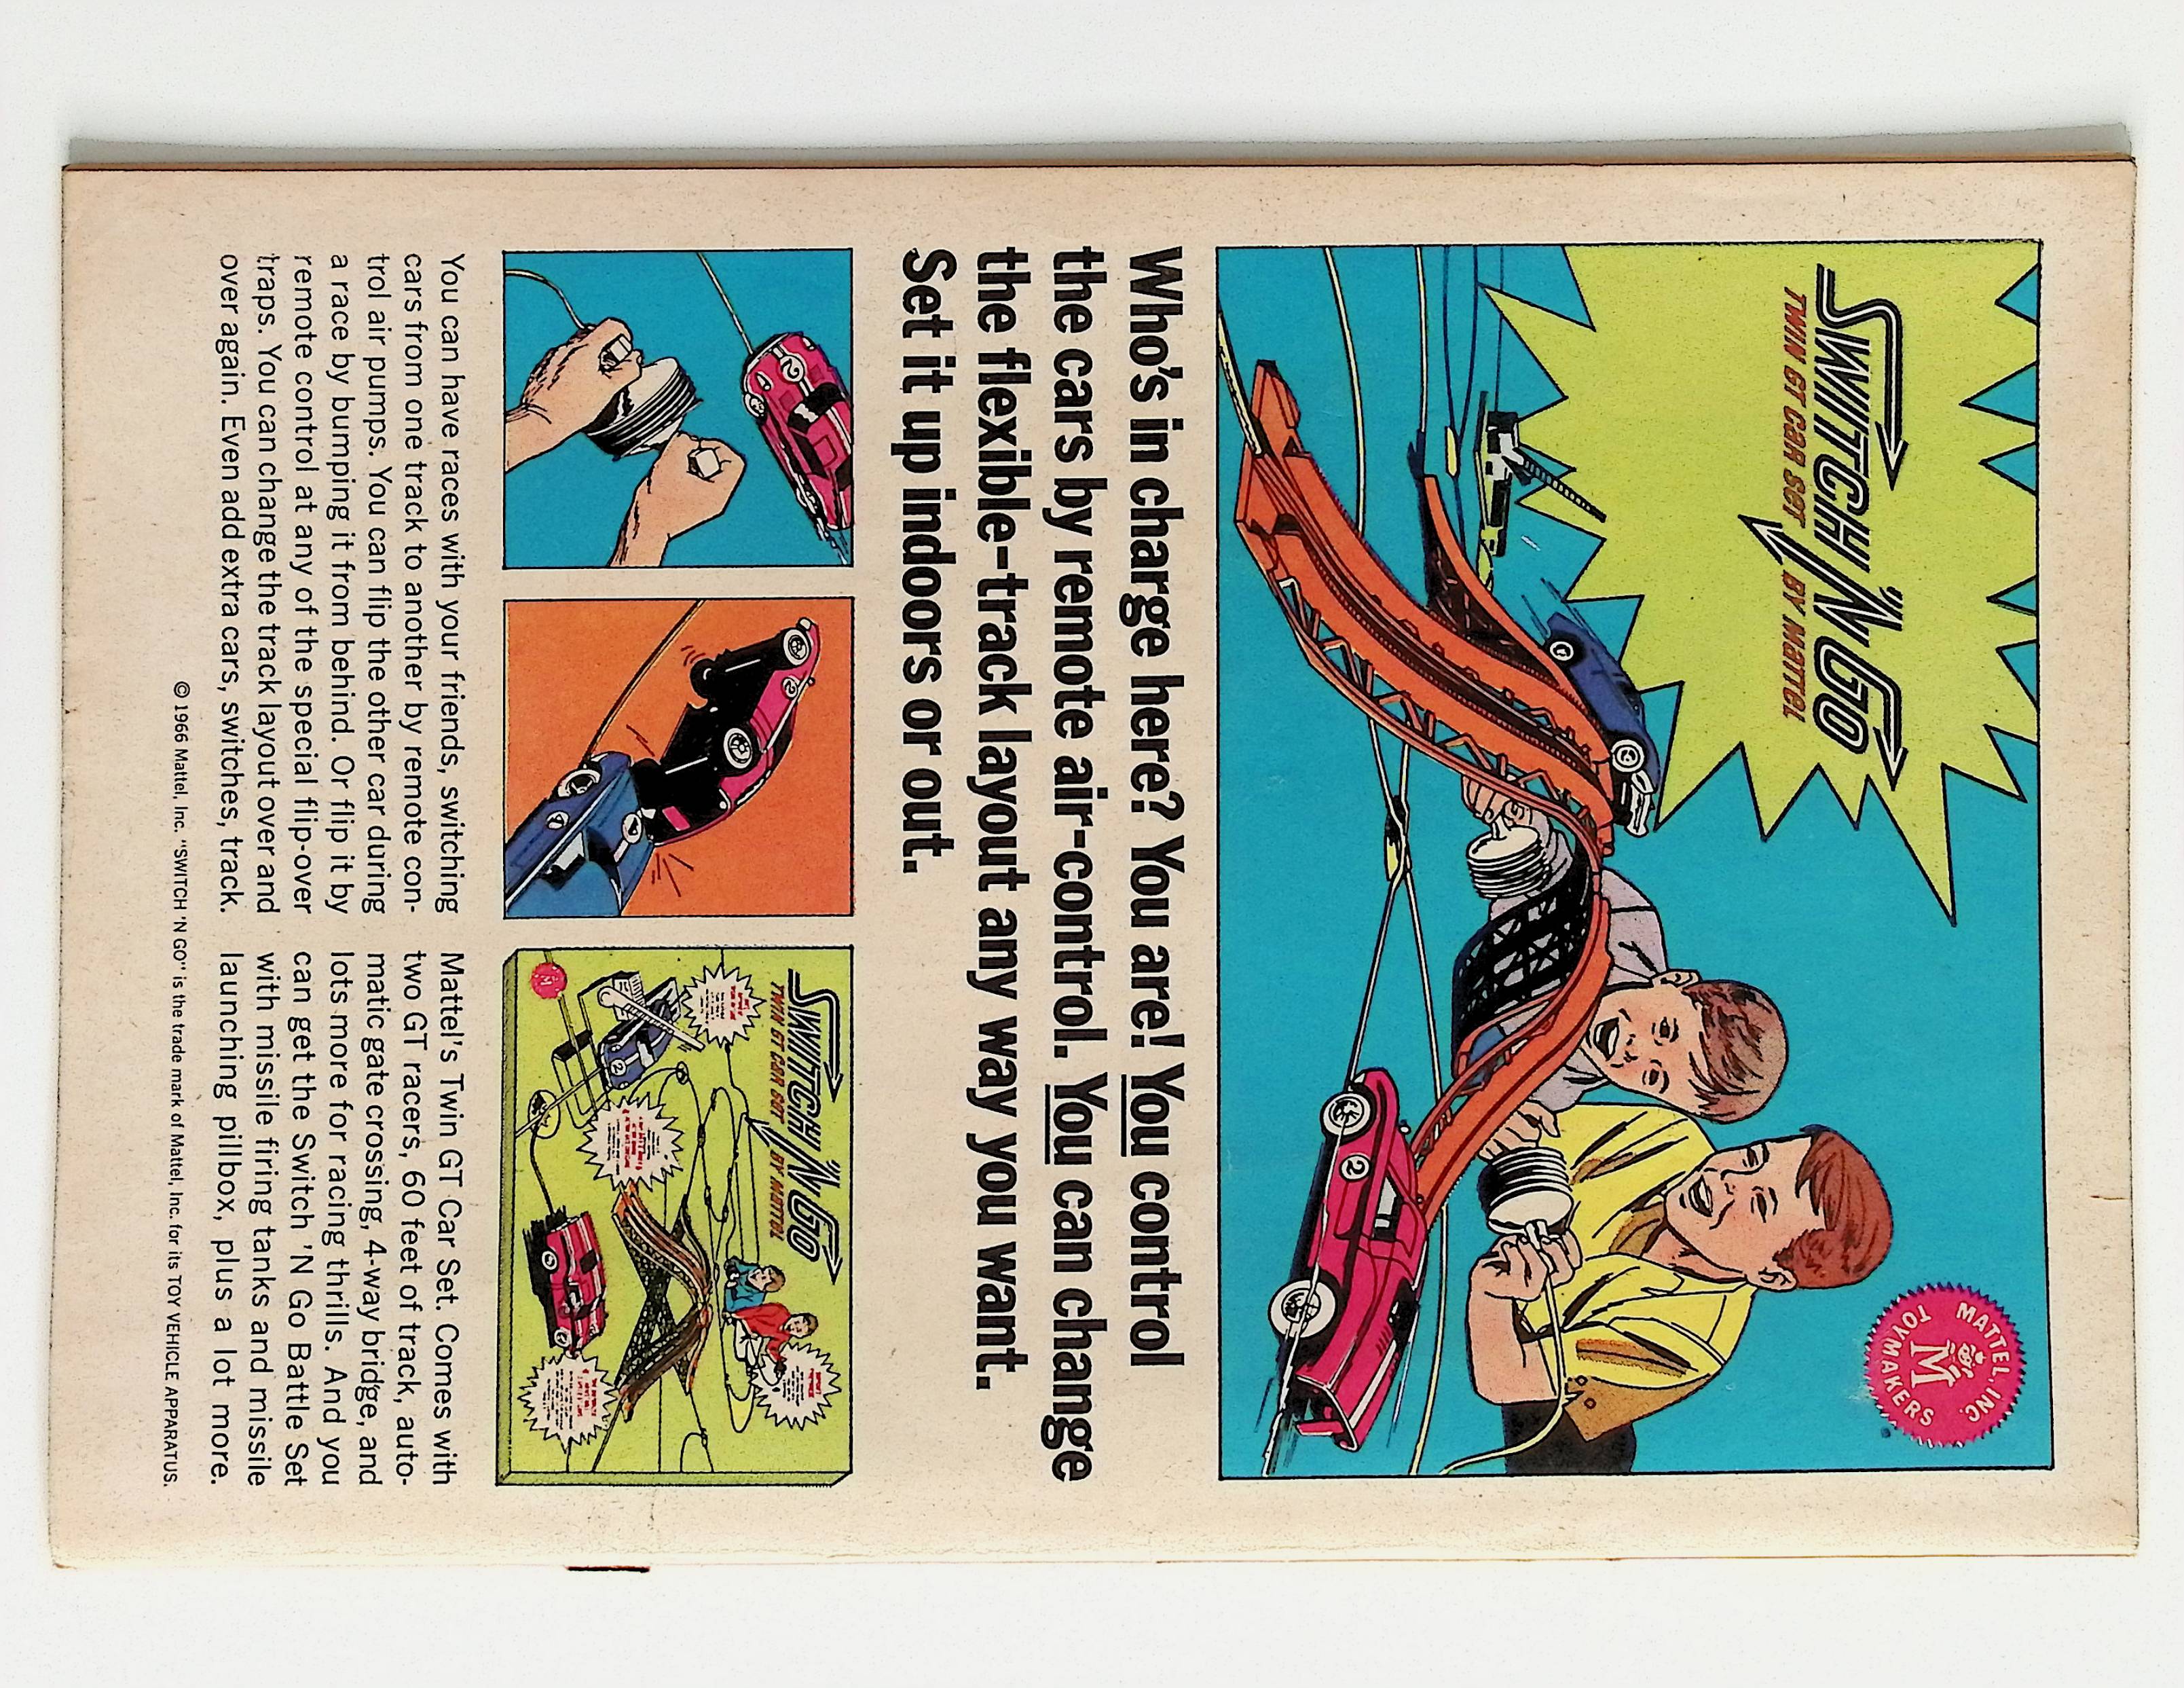 SWITCH 'N GO
TWIN GT CAR SET BY MATTEL
MATTEL, INC.
M
TOYMAKERS
2
Who's in charge here? You are! You control
the cars by remote air-control. You can change
the flexible-track layout any way you want.
Set it up indoors or out.
2
2
SWITCH 'N GO
TWIN GT CAR SET BY MATTEL
2
You can have races with your friends, switching
cars from one track to another by remote con-
trol air pumps. You can flip the other car during
a race by bumping it from behind. Or flip it by
remote control at any of the special flip-over
traps. You can change the track layout over and
over again. Even add extra cars, switches, track.
Mattel's Twin GT Car Set. Comes with
two GT racers, 60 feet of track, auto-
matic gate crossing, 4-way bridge, and
lots more for racing thrills. And you
can get the Switch 'N Go Battle Set
with missile firing tanks and missile
launching pillbox, plus a lot more.
©1966 Mattel, Inc. "SWITCH 'N GO" is the trade mark of Mattel, Inc. for its TOY VEHICLE APPARATUS.